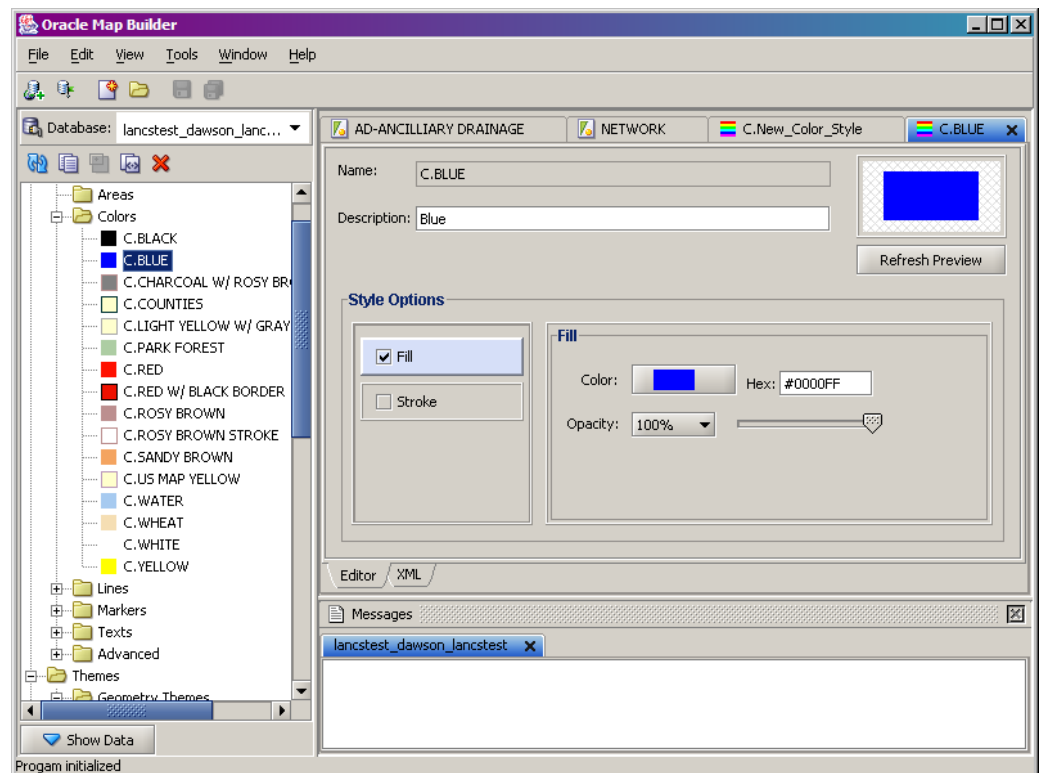 Oracle Map Builder
File Edit View Tools Window Help
Database: lancstest_dawson_lanc...
Areas
Colors
C.BLACK
C.BLUE
C.CHARCOAL W/ ROSY BR
C.COUNTIES
C.LIGHT YELLOW W/ GRAY
C.PARK FOREST
C.RED
C.RED W/ BLACK BORDER
C.ROSY BROWN
C.ROSY BROWN STROKE
C.SANDY BROWN
C.US MAP YELLOW
C.WATER
C.WHEAT
C.WHITE
C.YELLOW
Lines
Markers
Texts
Advanced
Themes
Geometry Themes
Show Data
Progam initialized
AD-ANCILLIARY DRAINAGE NETWORK C.New_Color_Style C.BLUE
Name: C.BLUE
Description: Blue
Refresh Preview
Style Options
Fill
Stroke
Fill
Color: Hex: #0000FF
Opacity: 100%
Editor XML
Messages
lancstest_dawson_lancstest